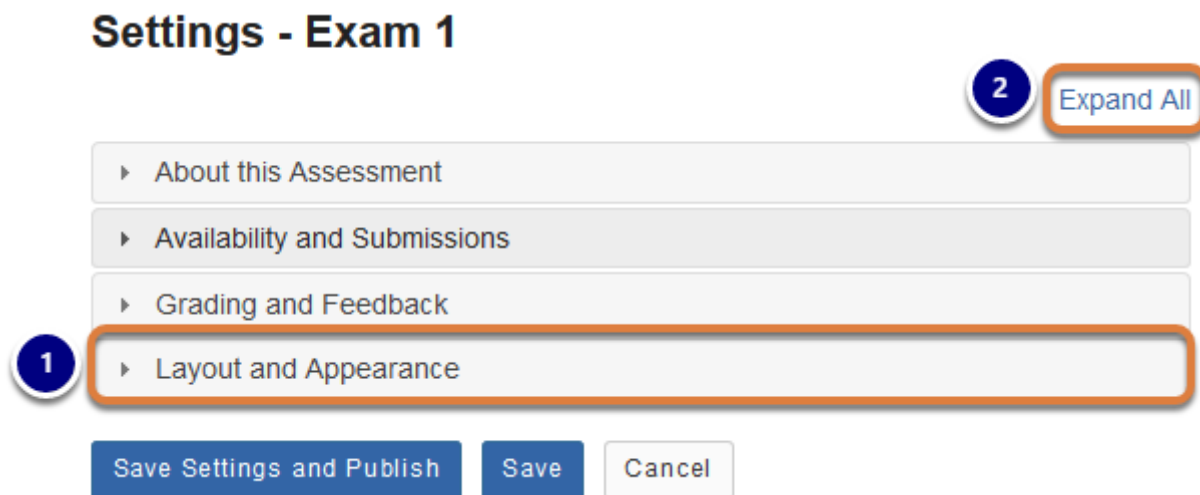 Settings - Exam 1
2
Expand All
About this Assessment
Availability and Submissions
Grading and Feedback
1
Layout and Appearance
Save Settings and Publish
Save
Cancel